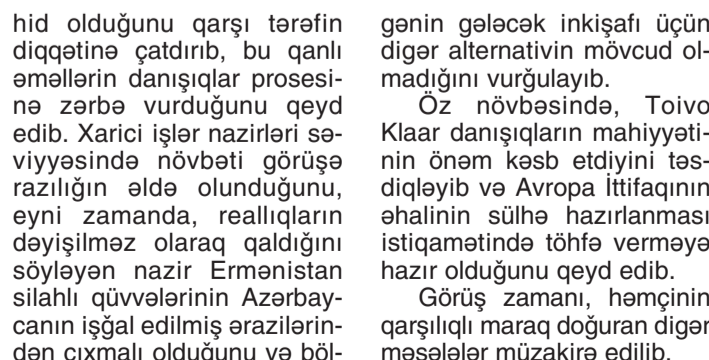 hid olduğunu qarşı tərəfin
diqqətinə çatdırıb, bu qanlı
əməllərin danışıqlar prosesi-
nə zərbə vurduğunu qeyd
edib. Xarici işlər nazirləri sə-
viyyəsində növbəti görüşə
razılığın əldə olunduğunu,
eyni zamanda, reallıqların
dəyişilməz olaraq qaldığını
söyləyən nazir Ermənistan
silahlı qüvvələrinin Azərbay-
canın işğal edilmiş ərazilərin-
dən çıxmalı olduğunu və böl-
gənin gələcək inkişafı üçün
digər alternativin mövcud ol-
madığını vurğulayıb.
Öz növbəsində, Toivo
Klaar danışıqların mahiyyəti-
nin önəm kəsb etdiyini təs-
diqləyib və Avropa İttifaqının
əhalinin sülhə hazırlanması
istiqamətində töhfə verməyə
hazır olduğunu qeyd edib.
Görüş zamanı, həmçinin
qarşılıqlı maraq doğuran digər
məsələlər müzakirə edilib.